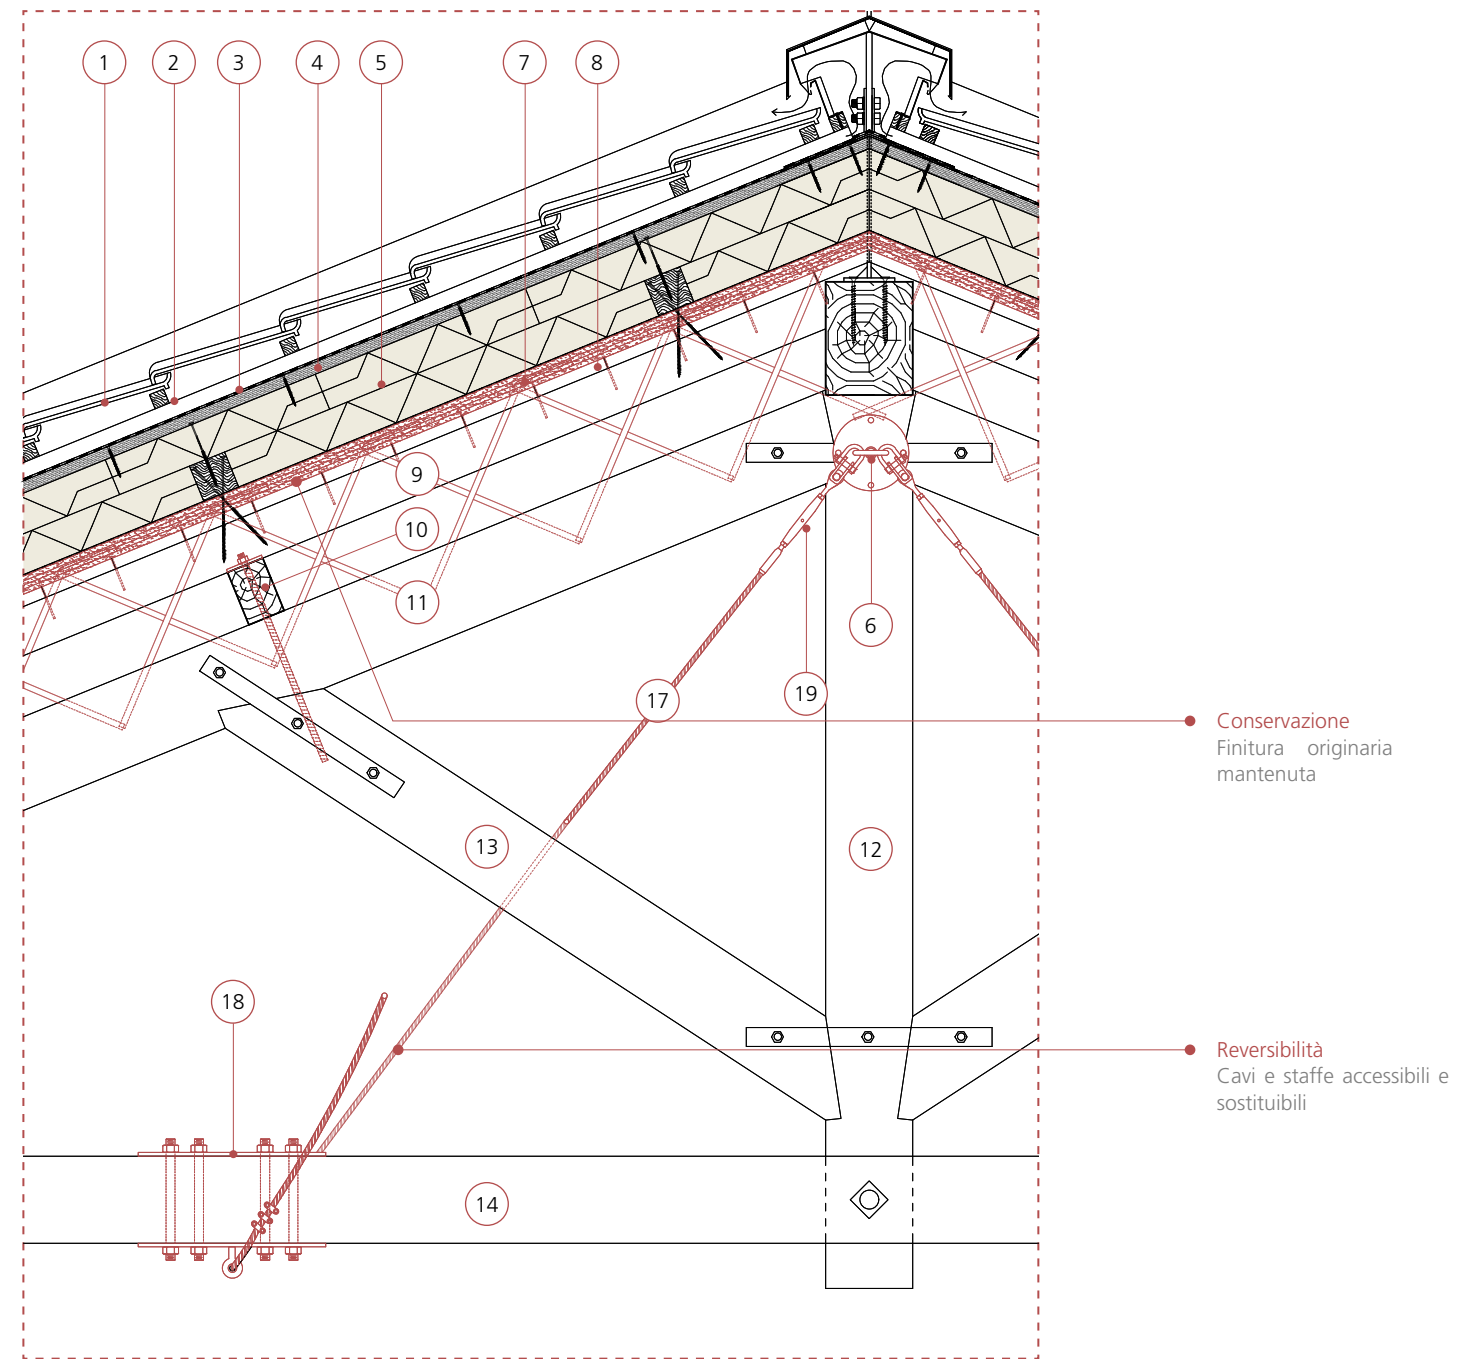 1 2 3 4 5 7 8
9
10
11
6
17
19
13
12
18
14
Conservazione
Finitura originaria
mantenuta
Reversibilità
Cavi e staffe accessibili e
sostituibili